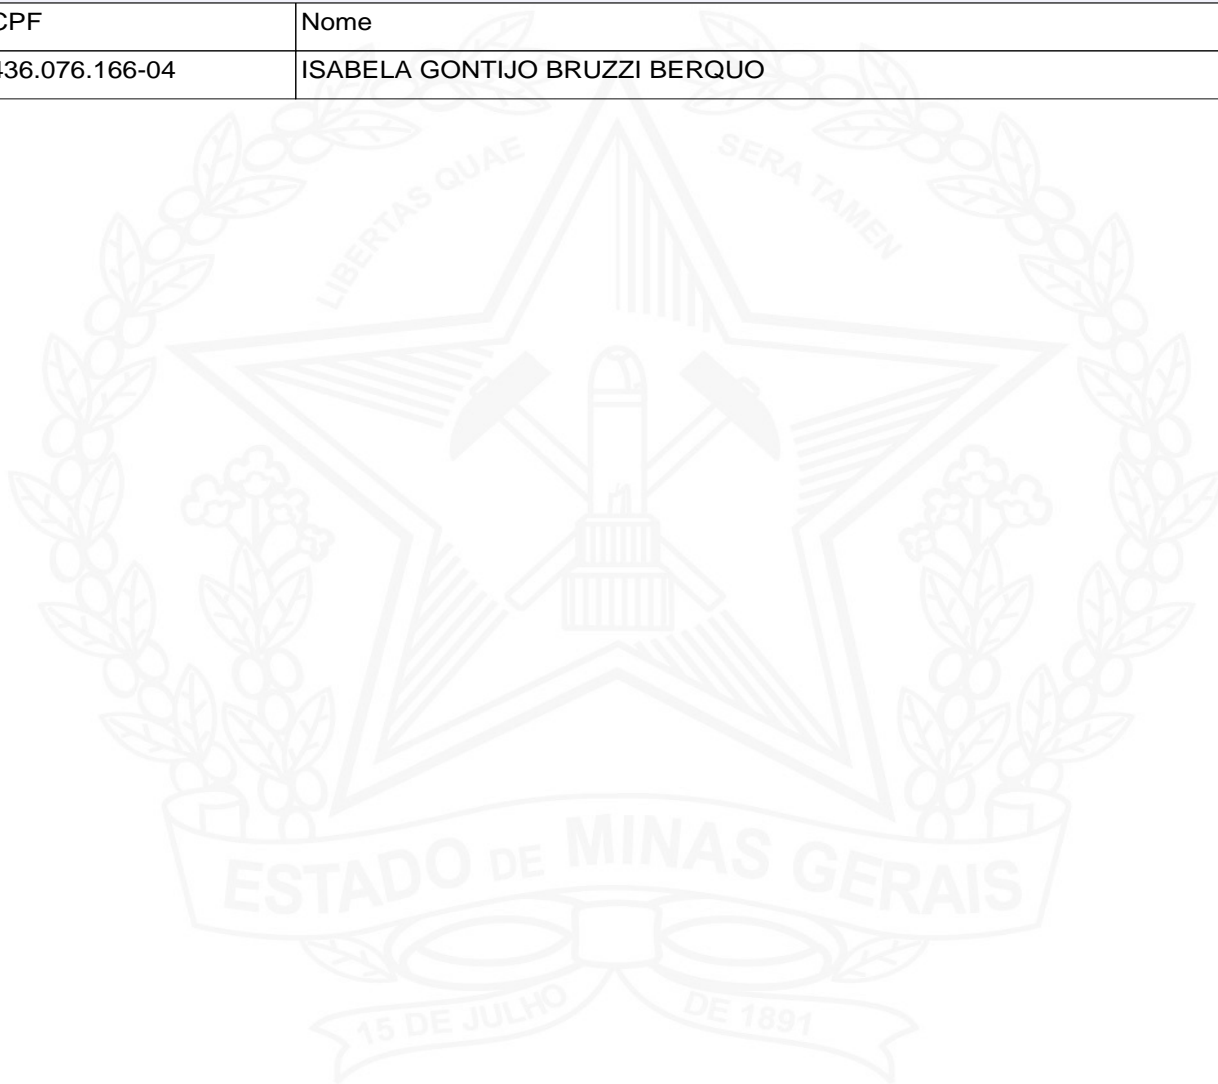 CPF Nome
436.076.166-04 ISABELA GONTIJO BRUZZI BERQUO
LIBERTAS QUAE SERA TAMEN
ESTADO DE MINAS GERAIS
15 DE JULHO DE 1891